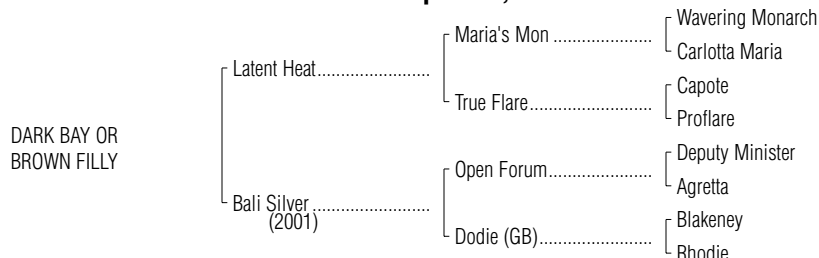 Wavering Monarch
Maria's Mon
Carlotta Maria
Latent Heat
Capote
True Flare
Proflare
DARK BAY OR
BROWN FILLY
Deputy Minister
Open Forum
Agretta
Bali Silver
(2001)
Blakeney
Dodie (GB)
Rhodie